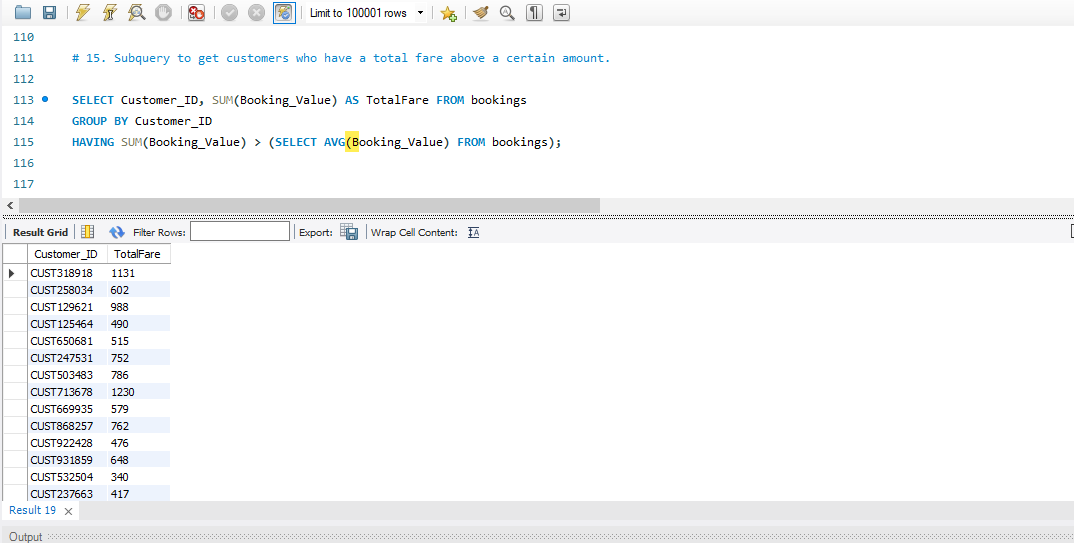 Limit to 100001 rows
110
111 # 15. Subquery to get customers who have a total fare above a certain amount.
112
113 SELECT Customer_ID, SUM(Booking_Value) AS TotalFare FROM bookings
114 GROUP BY Customer_ID
115 HAVING SUM(Booking_Value) > (SELECT AVG(Booking_Value) FROM bookings);
116
117
Result Grid Filter Rows: Export: Wrap Cell Content:
Customer_ID TotalFare
CUST318918 1131
CUST258034 602
CUST129621 988
CUST125464 490
CUST650681 515
CUST247531 752
CUST503483 786
CUST713678 1230
CUST669935 579
CUST868257 762
CUST922428 476
CUST931859 648
CUST532504 340
CUST237663 417
Result 19
Output